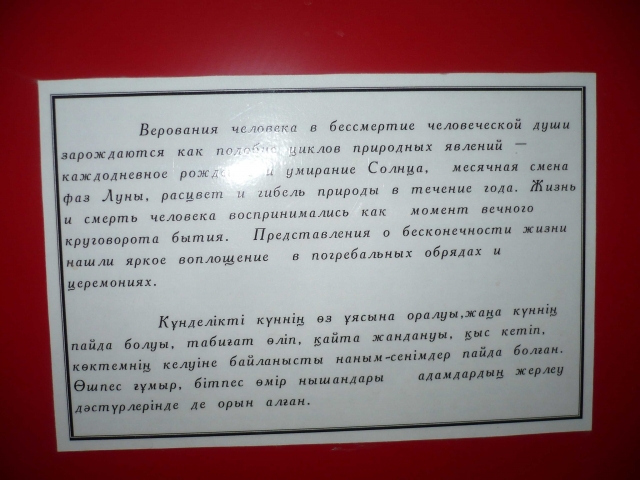 Верования человека в бессмертие человеческой души
зарождаются как подобие циклов природных явлений —
каждодневное рождение и умирание Солнца, месячная смена
фаз Луны, расцвет и гибель природы в течение года. Жизнь
и смерть человека воспринимались как момент вечного
круговорота бытия. Представления о бесконечности жизни
нашли яркое воплощение в погребальных обрядах и
церемониях.
Күнделікті күннің өз ұясына оралуы,жаңа күннің
пайда болуы, табиғат өліп, қайта жандануы, қыс кетіп,
көктемнің келуіне байланысты наным-сенімдер пайда болған.
Өшпес ғұмыр, бітпес өмір нышандары адамдардың жерлеу
дәстүрлерінде де орын алған.